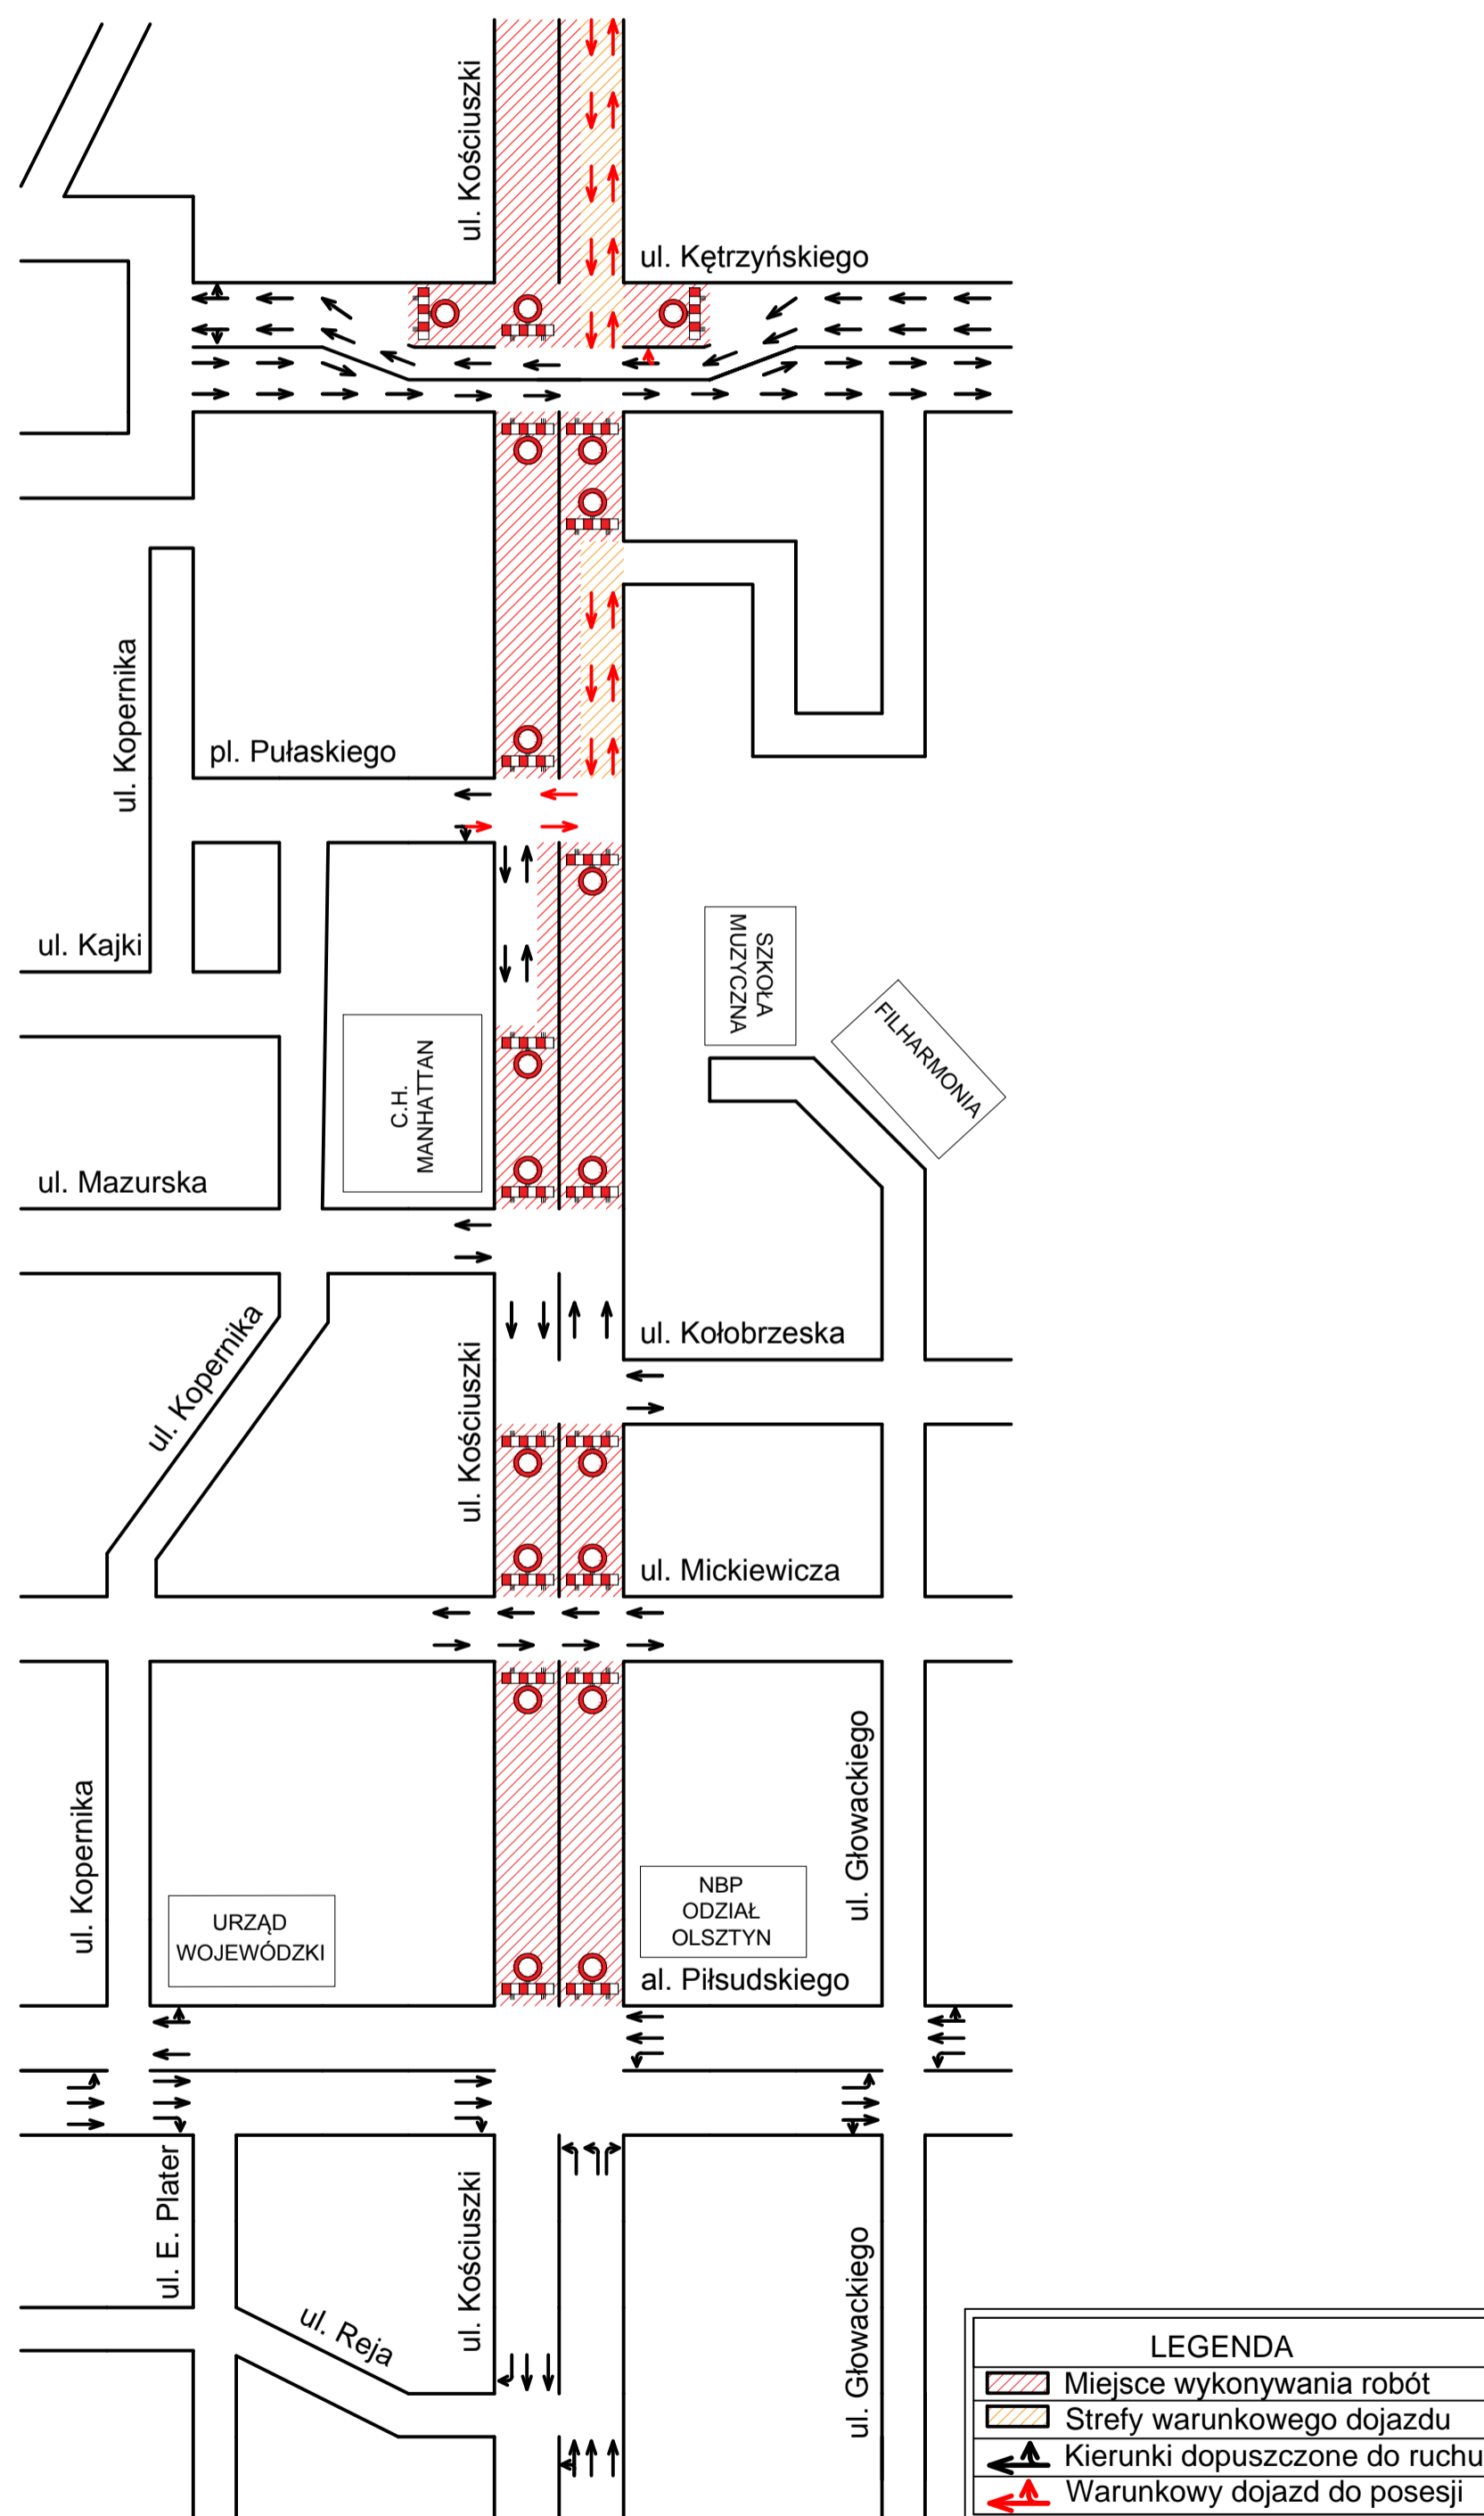 ul. Kościuszki
ul. Kętrzyńskiego
ul. Kopernika
pl. Pułaskiego
ul. Kajki
SZKOŁA
MUZYCZNA
FILHARMONIA
C.H.
MANHATTAN
ul. Mazurska
ul. Kopernika
ul. Kościuszki
ul. Kołobrzeska
ul. Mickiewicza
ul. Kopernika
ul. Głowackiego
URZĄD
WOJEWÓDZKI
NBP
ODZIAŁ
OLSZTYN
al. Piłsudskiego
ul. E. Plater
ul. Kościuszki
ul. Głowackiego
ul. Reja
LEGENDA
Miejsce wykonywania robót
Strefy warunkowego dojazdu
Kierunki dopuszczone do ruchu
Warunkowy dojazd do posesji